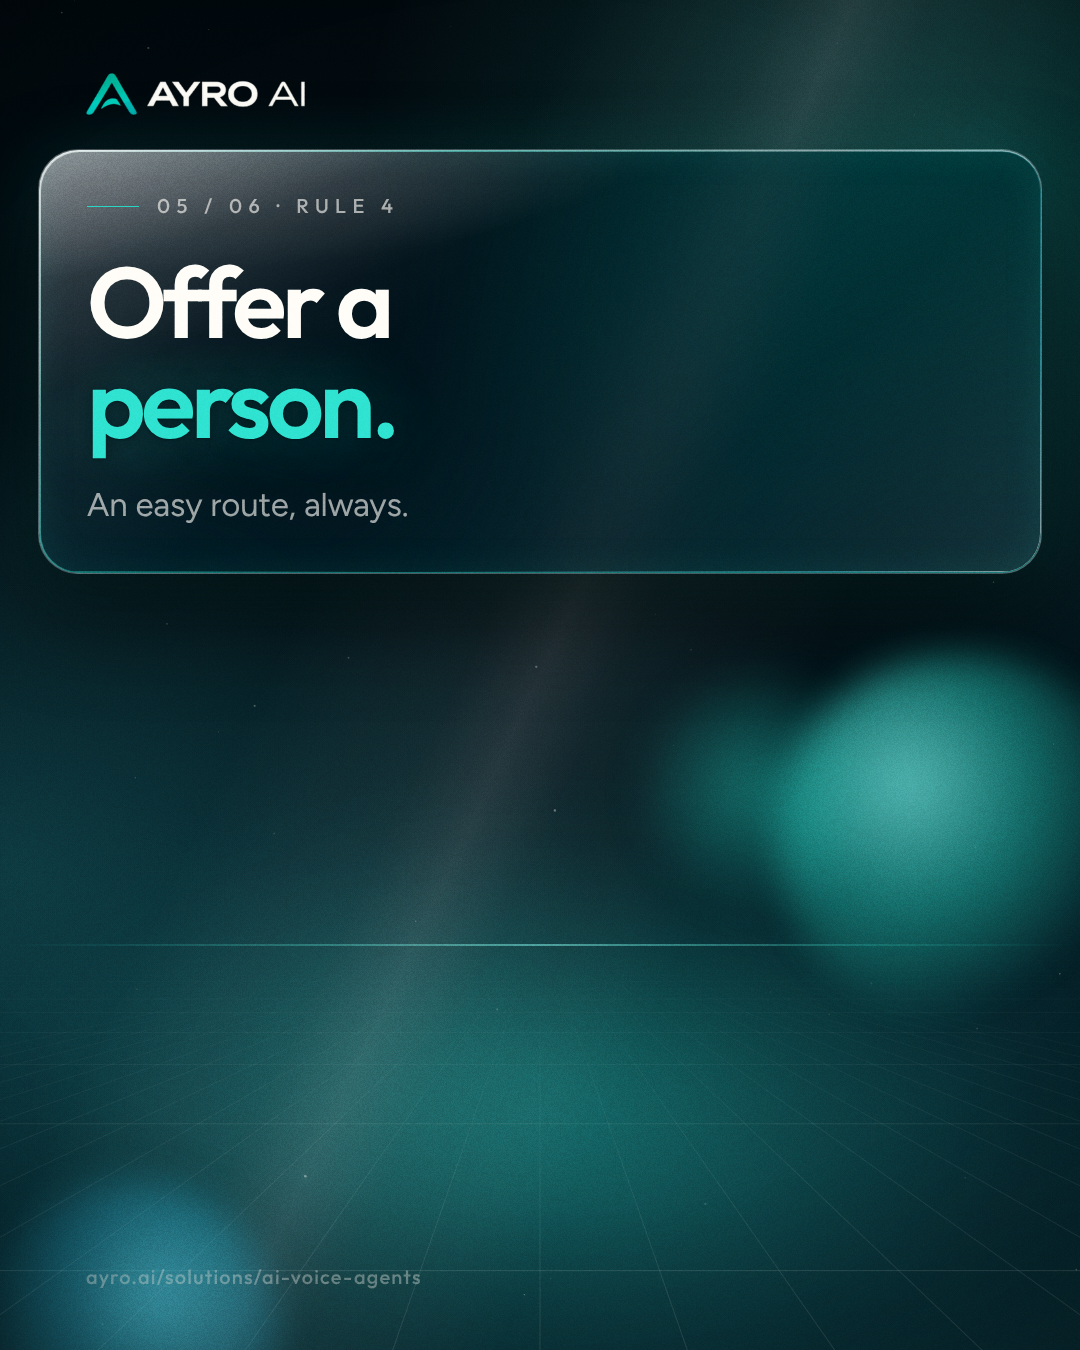 AYRO AI
05 / 06 · RULE 4
Offer a
person.
An easy route, always.
ayro.ai/solutions/ai-voice-agents